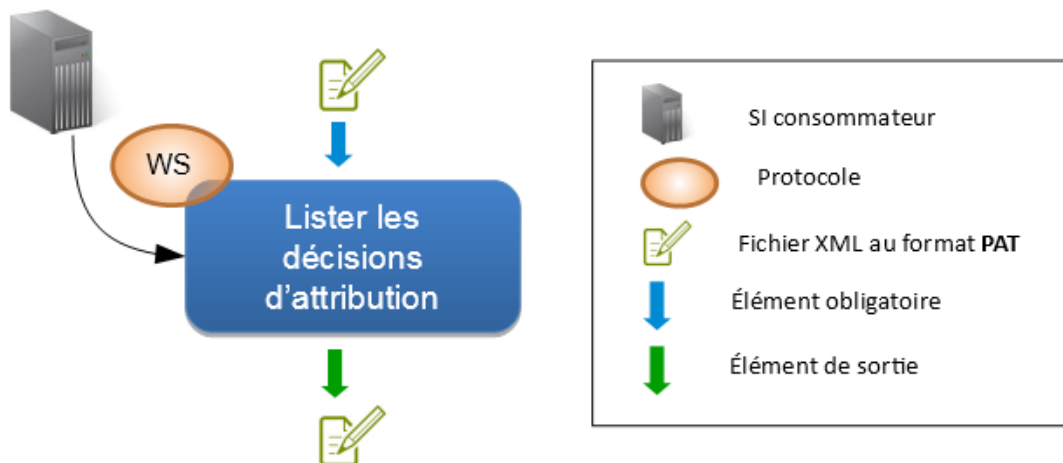 WS
Lister les
décisions
d'attribution
SI consommateur
Protocole
Fichier XML au format PAT
Élément obligatoire
Élément de sortie